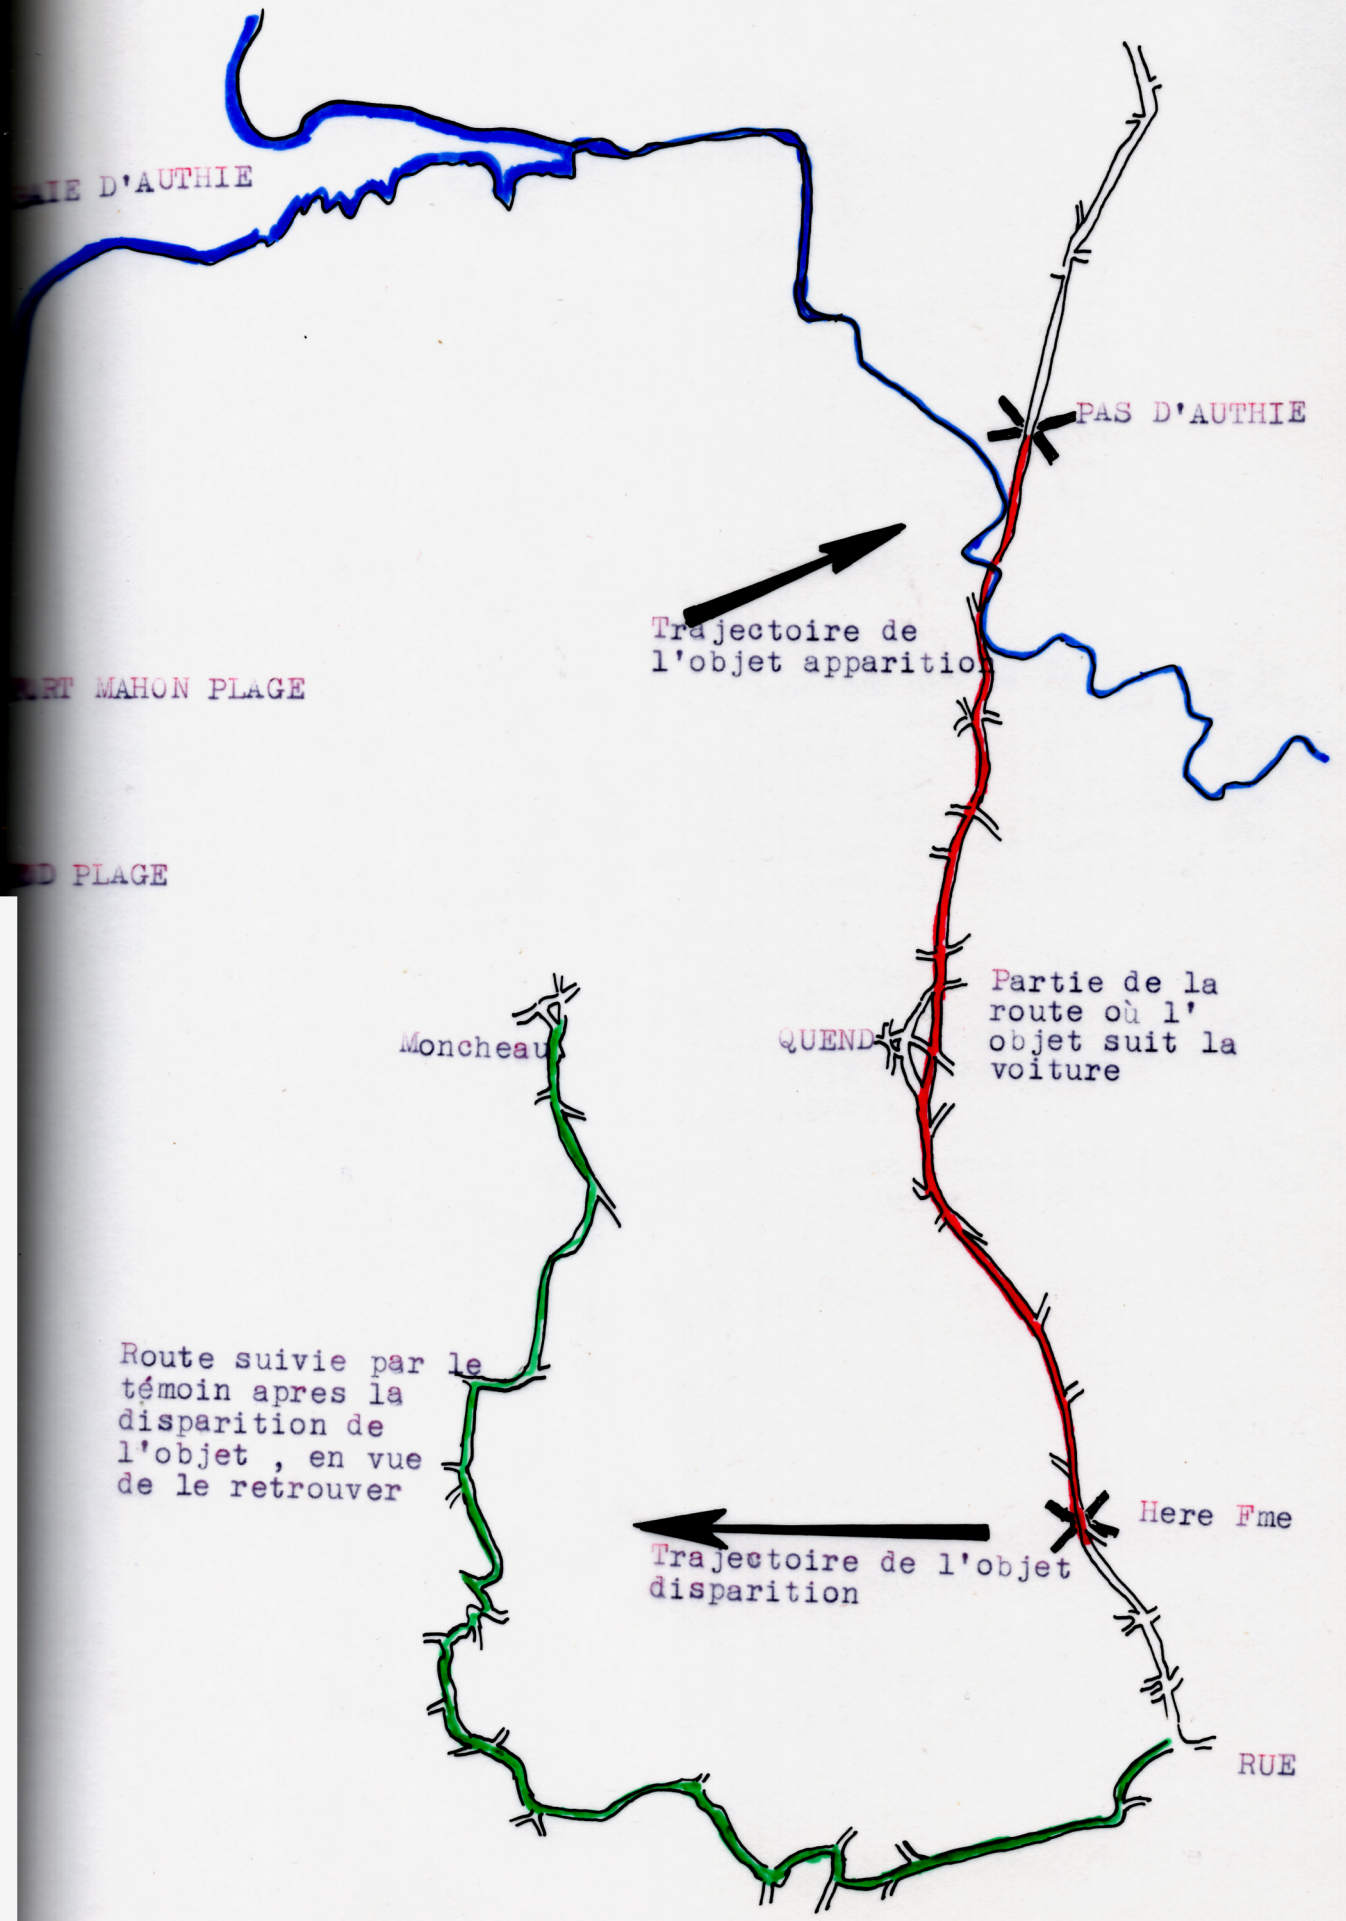 BAIE D'AUTHIE
PAS D'AUTHIE
Trajectoire de
l'objet apparition
MAHON PLAGE
PLAGE
Partie de la
route où l'
objet suit la
voiture
QUEND
Moncheau
Route suivie par le
témoin apres la
disparition de
l'objet , en vue
de le retrouver
Here Fme
Trajectoire de l'objet
disparition
RUE